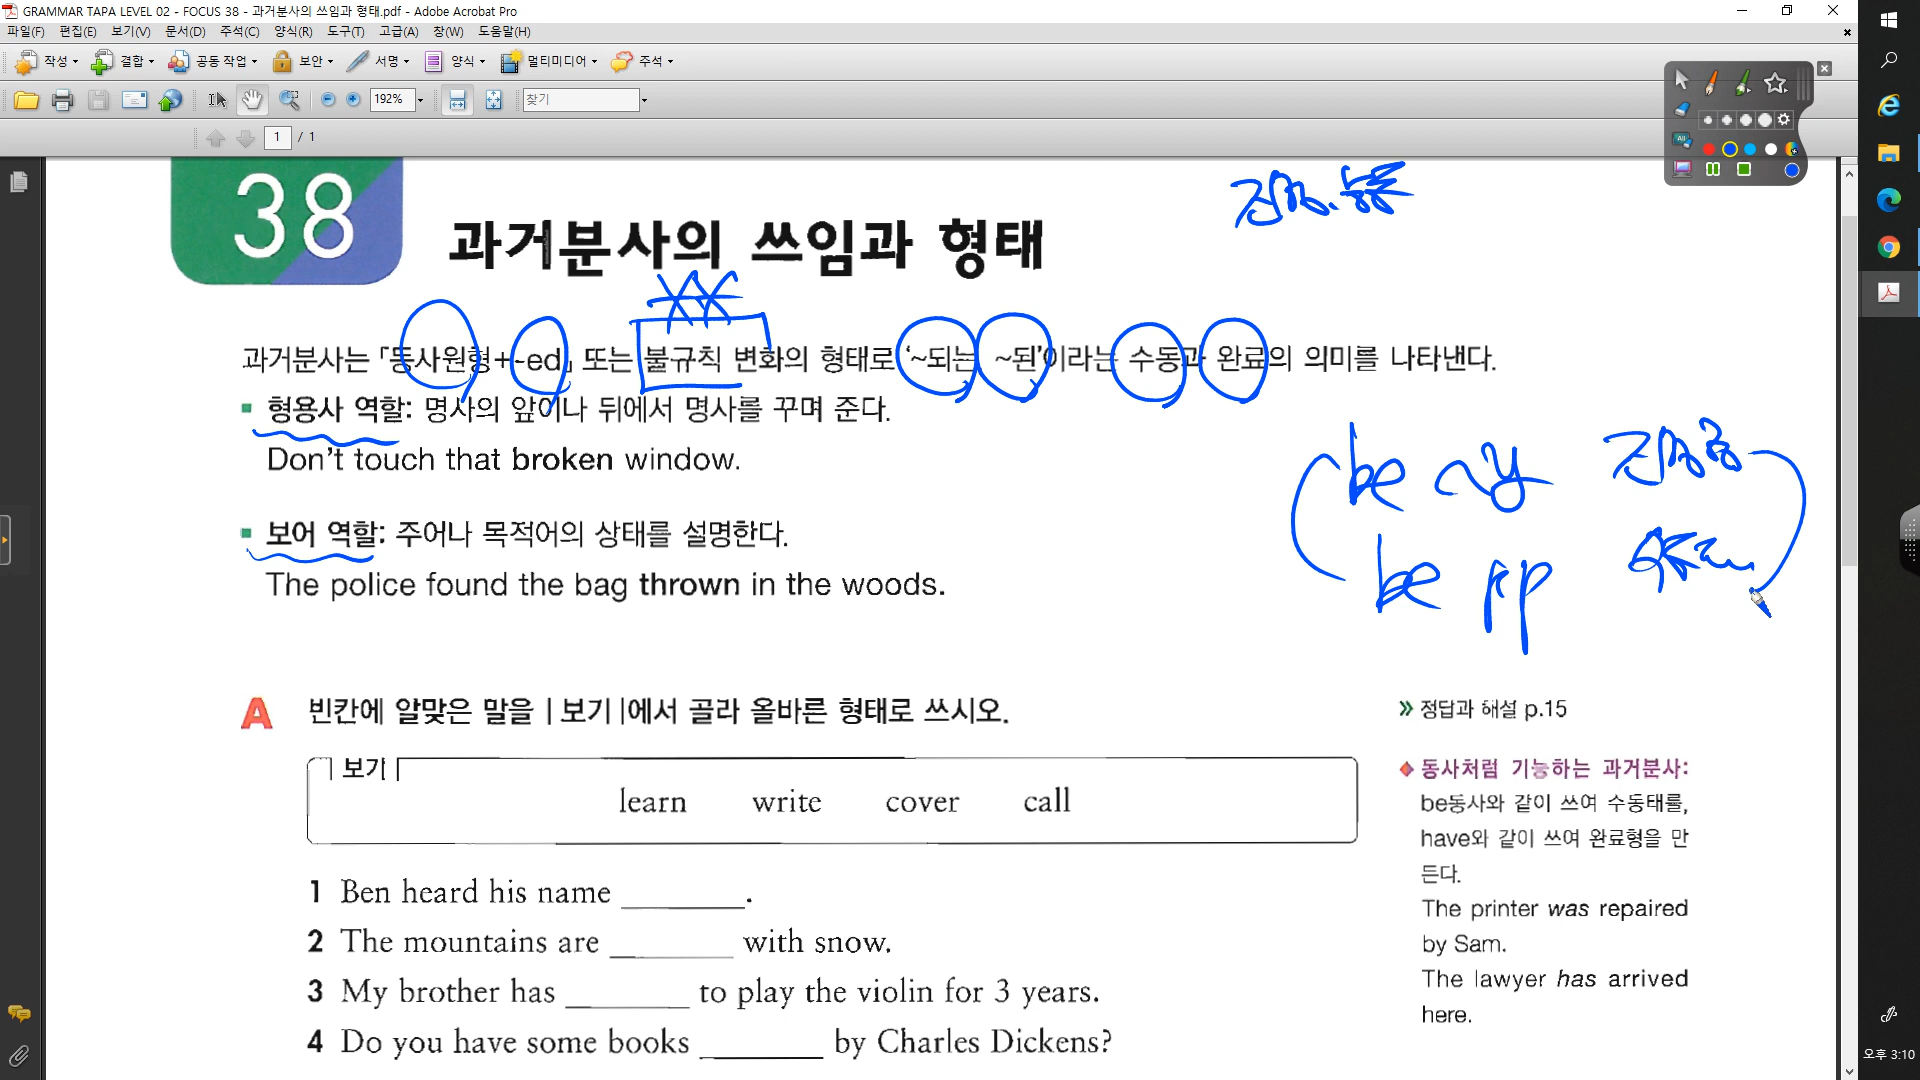 GRAMMAR TAPA LEVEL 02 - FOCUS 38 - 과거분사의 쓰임과 형태.pdf - Adobe Acrobat Pro
파일(F) 편집(E) 보기(V) 문서(D) 주석(C) 양식(R) 도구(T) 고급(A) 창(W) 도움말(H)
작성 결합 공동 작업 보안 서명 양식 멀티미디어 주석
192% 찾기
1 / 1
38
과거분사의 쓰임과 형태
과거분사는 「동사원형+-ed」 또는 불규칙 변화의 형태로 '~되는, ~된'이라는 수동과 완료의 의미를 나타낸다.
형용사 역할: 명사의 앞이나 뒤에서 명사를 꾸며 준다.
Don't touch that broken window.
be ing 진행형
보어 역할: 주어나 목적어의 상태를 설명한다.
The police found the bag thrown in the woods.
be pp
A 빈칸에 알맞은 말을 |보기|에서 골라 올바른 형태로 쓰시오.
보기
learn write cover call
1 Ben heard his name ________.
2 The mountains are ________ with snow.
3 My brother has ________ to play the violin for 3 years.
4 Do you have some books ________ by Charles Dickens?
정답과 해설 p.15
동사처럼 기능하는 과거분사:
be동사와 같이 쓰여 수동태를,
have와 같이 쓰여 완료형을 만
든다.
The printer was repaired
by Sam.
The lawyer has arrived
here.
오후 3:10